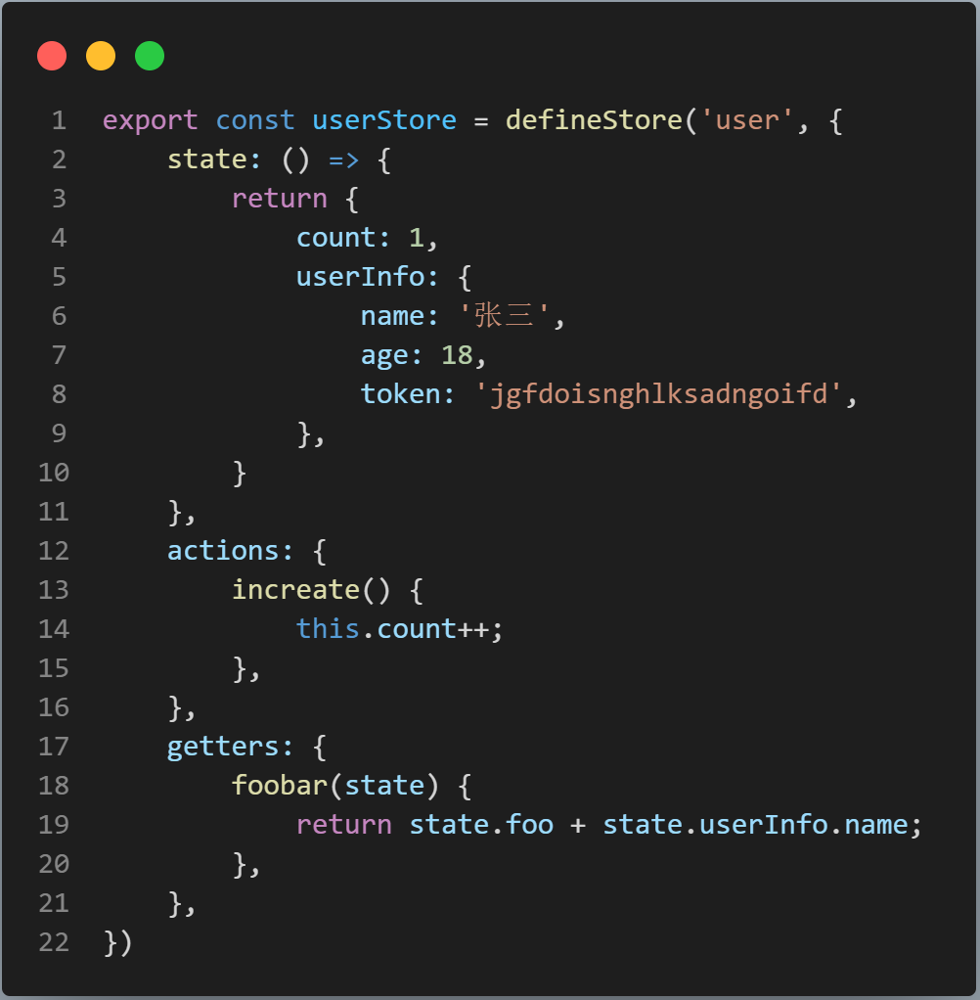 1 export const userStore = defineStore('user', {
2     state: () => {
3         return {
4             count: 1,
5             userInfo: {
6                 name: '张三',
7                 age: 18,
8                 token: 'jgfdoisnghlksadngoifd',
9             },
10         }
11     },
12     actions: {
13         increate() {
14             this.count++;
15         },
16     },
17     getters: {
18         foobar(state) {
19             return state.foo + state.userInfo.name;
20         },
21     },
22 })